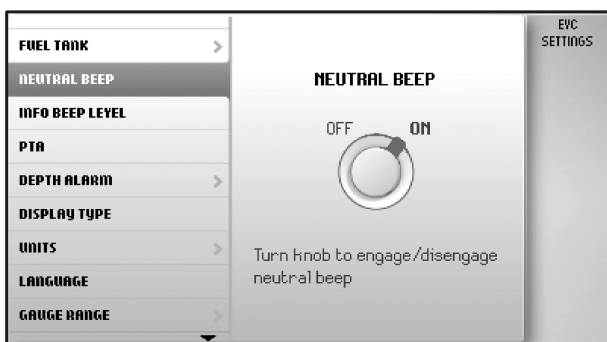 FUEL TANK
NEUTRAL BEEP
INFO BEEP LEVEL
PTA
DEPTH ALARM
DISPLAY TYPE
UNITS
LANGUAGE
GAUGE RANGE
NEUTRAL BEEP
OFF ON
Turn knob to engage/disengage
neutral beep
EVC
SETTINGS